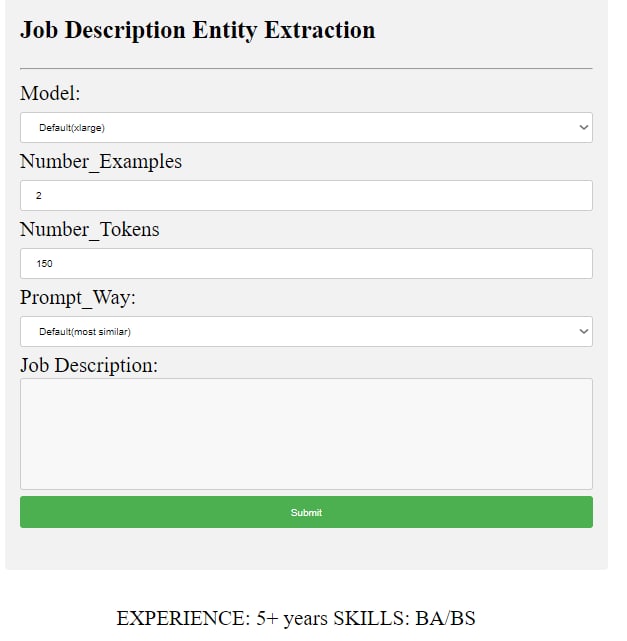 Job Description Entity Extraction
Model:
Default(xlarge)
Number_Examples
2
Number_Tokens
150
Prompt_Way:
Default(most similar)
Job Description:
Submit
EXPERIENCE: 5+ years SKILLS: BA/BS